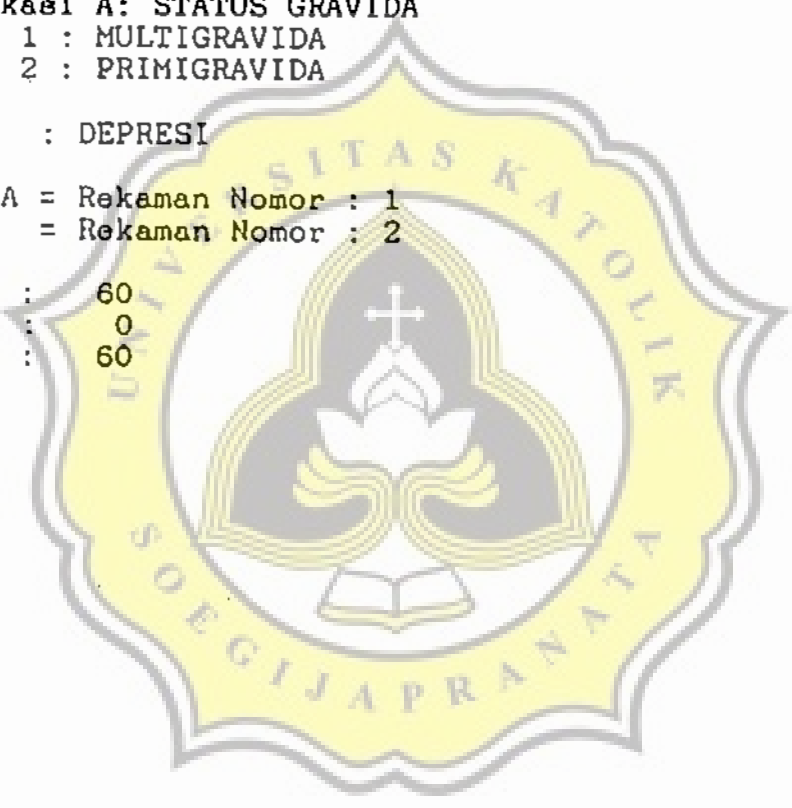 kasi A: STATUS GRAVIDA
1 : MULTIGRAVIDA
2 : PRIMIGRAVIDA
: DEPRESI
A = Rekaman Nomor : 1
= Rekaman Nomor : 2
: 60
: 0
: 60
UNIVERSITAS KATOLIK
SOEGIJAPRANATA